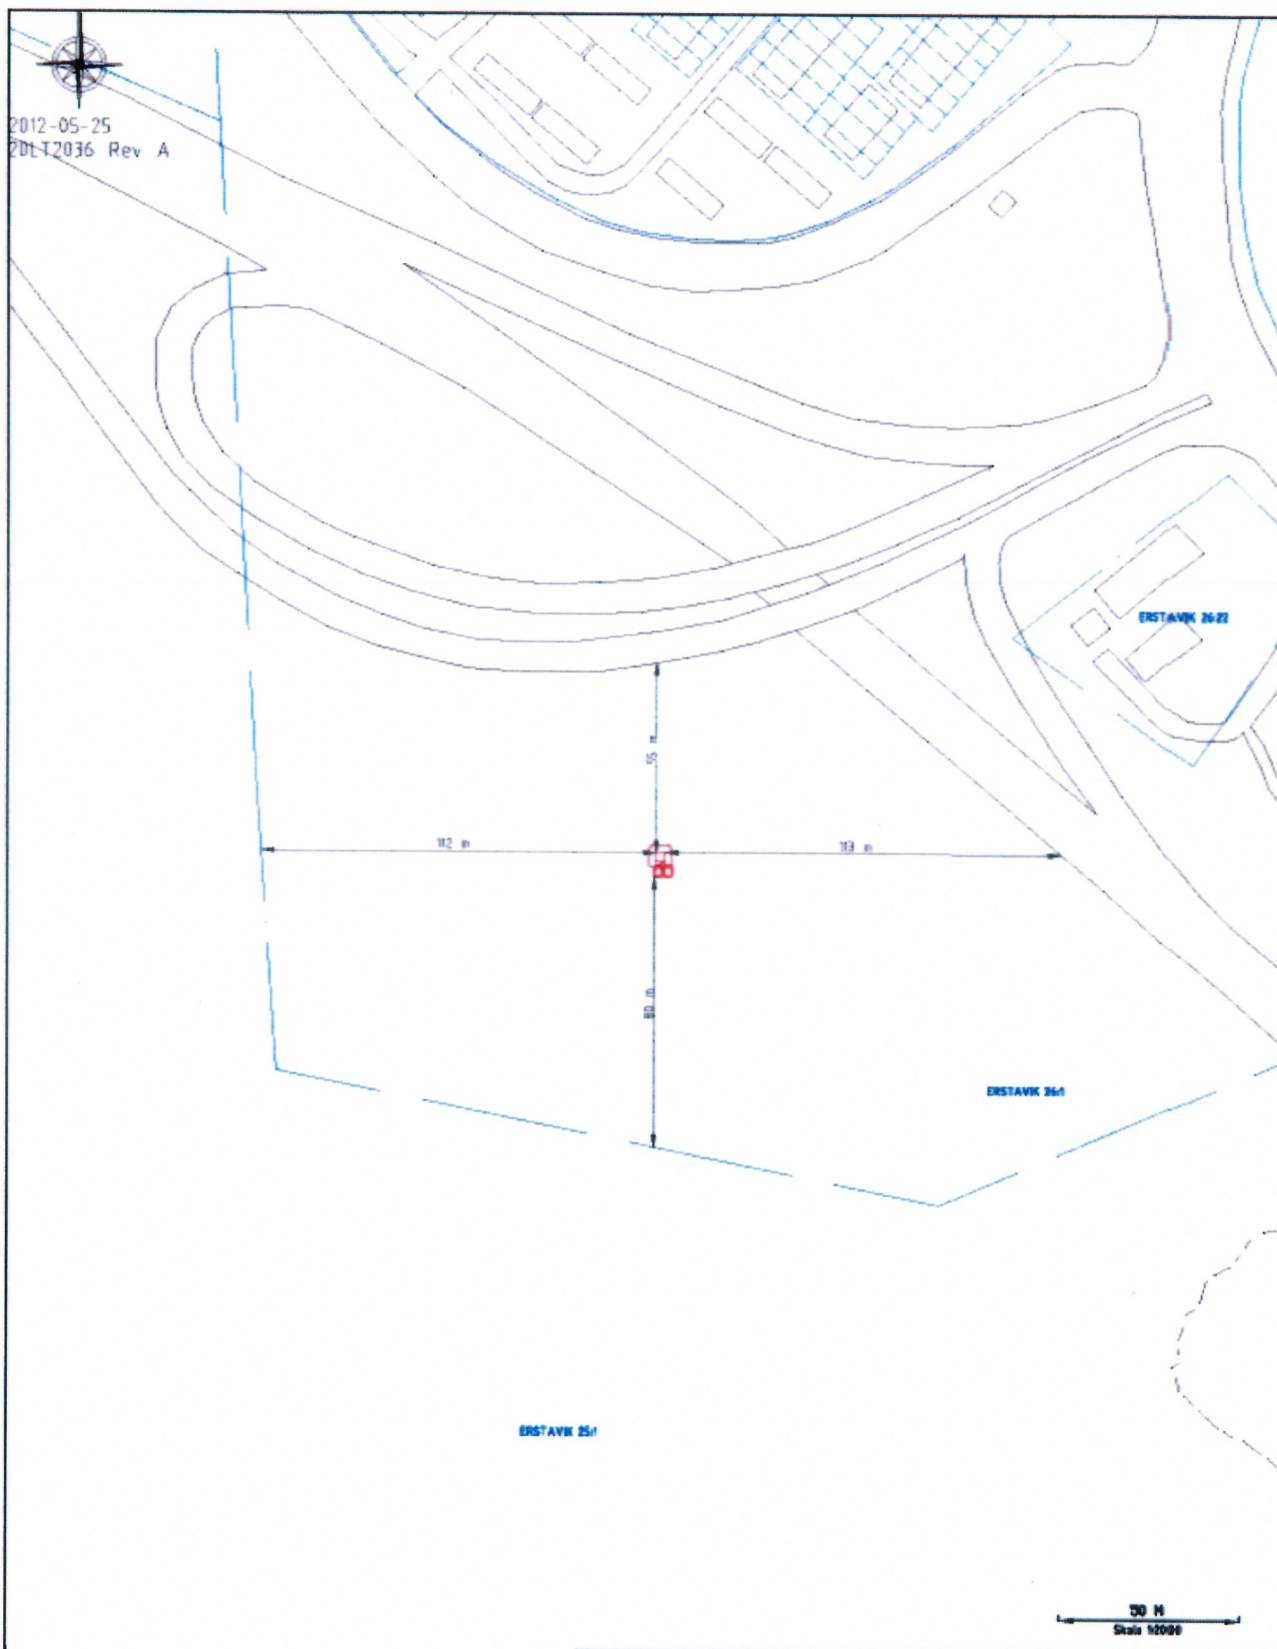 2012-05-25
20LT2036 Rev A
ERSTAVIK 26:22
55 m
112 m
113 m
80 m
ERSTAVIK 26:1
ERSTAVIK 25:1
50 M
Skala 1:2000